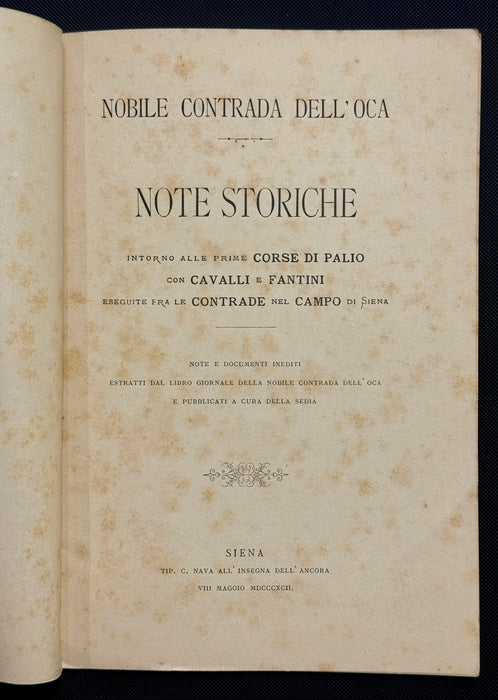 NOBILE CONTRADA DELL'OCA
NOTE STORICHE
INTORNO ALLE PRIME CORSE DI PALIO
CON CAVALLI E FANTINI
ESEGUITE FRA LE CONTRADE NEL CAMPO DI SIENA
NOTE E DOCUMENTI INEDITI
ESTRATTI DAL LIBRO GIORNALE DELLA NOBILE CONTRADA DELL'OCA
E PUBBLICATI A CURA DELLA SEDIA
SIENA
TIP. C. NAVA ALL'INSEGNA DELL'ANCORA
VIII MAGGIO MDCCCXCII.